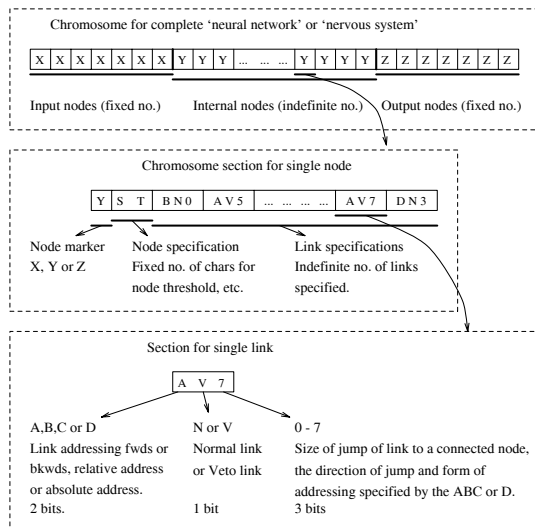 Chromosome for complete ‘neural network’ or ‘nervous system’
X X X X X X X Y Y Y ... ... ... Y Y Y Y Z Z Z Z Z Z Z
Input nodes (fixed no.) Internal nodes (indefinite no.) Output nodes (fixed no.)
Chromosome section for single node
Y S T B N 0 A V 5 ... ... ... ... A V 7 D N 3
Node marker Node specification Link specifications
X, Y or Z Fixed no. of chars for Indefinite no. of links
node threshold, etc. specified.
Section for single link
A V 7
A,B,C or D N or V 0 - 7
Link addressing fwds or Normal link Size of jump of link to a connected node,
bkwds, relative address or Veto link the direction of jump and form of
or absolute address. addressing specified by the ABC or D.
2 bits. 1 bit 3 bits